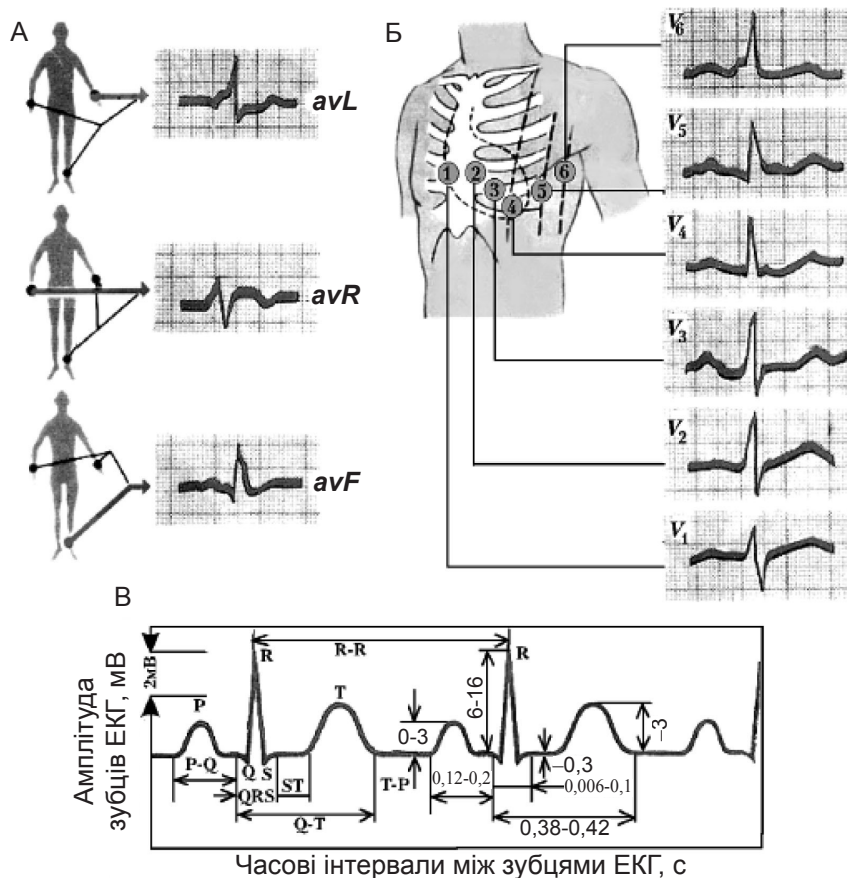 А
avL
avR
avF
Б
1
2
3
4
5
6
V6
V5
V4
V3
V2
V1
В
Амплітуда
зубців ЕКГ, мВ
2мВ
R
R-R
R
P
T
0-3
6-16
–3
P-Q
Q S
QRS
ST
T-P
Q-T
0,12-0,2
–0,3
0,006-0,1
0,38-0,42
Часові інтервали між зубцями ЕКГ, с